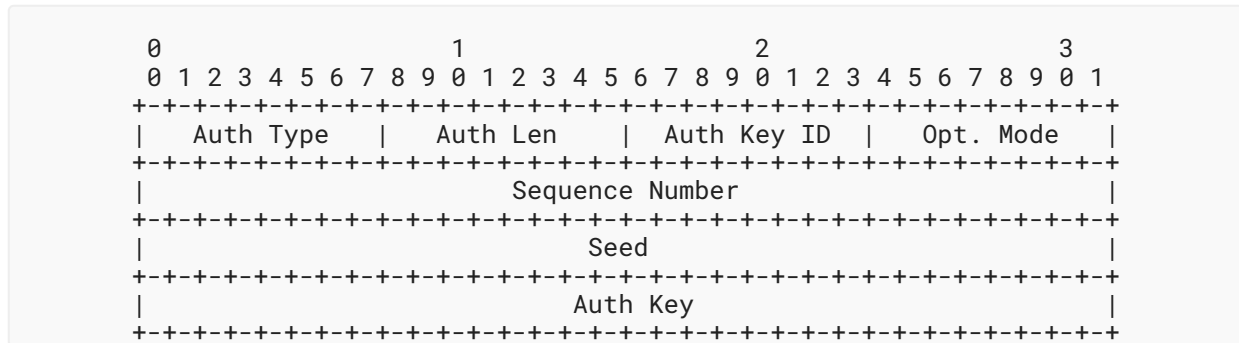 0                   1                   2                   3
 0 1 2 3 4 5 6 7 8 9 0 1 2 3 4 5 6 7 8 9 0 1 2 3 4 5 6 7 8 9 0 1
+-+-+-+-+-+-+-+-+-+-+-+-+-+-+-+-+-+-+-+-+-+-+-+-+-+-+-+-+-+-+-+-+
|   Auth Type   |   Auth Len    |  Auth Key ID  |   Opt. Mode   |
+-+-+-+-+-+-+-+-+-+-+-+-+-+-+-+-+-+-+-+-+-+-+-+-+-+-+-+-+-+-+-+-+
|                        Sequence Number                        |
+-+-+-+-+-+-+-+-+-+-+-+-+-+-+-+-+-+-+-+-+-+-+-+-+-+-+-+-+-+-+-+-+
|                             Seed                              |
+-+-+-+-+-+-+-+-+-+-+-+-+-+-+-+-+-+-+-+-+-+-+-+-+-+-+-+-+-+-+-+-+
|                            Auth Key                           |
+-+-+-+-+-+-+-+-+-+-+-+-+-+-+-+-+-+-+-+-+-+-+-+-+-+-+-+-+-+-+-+-+